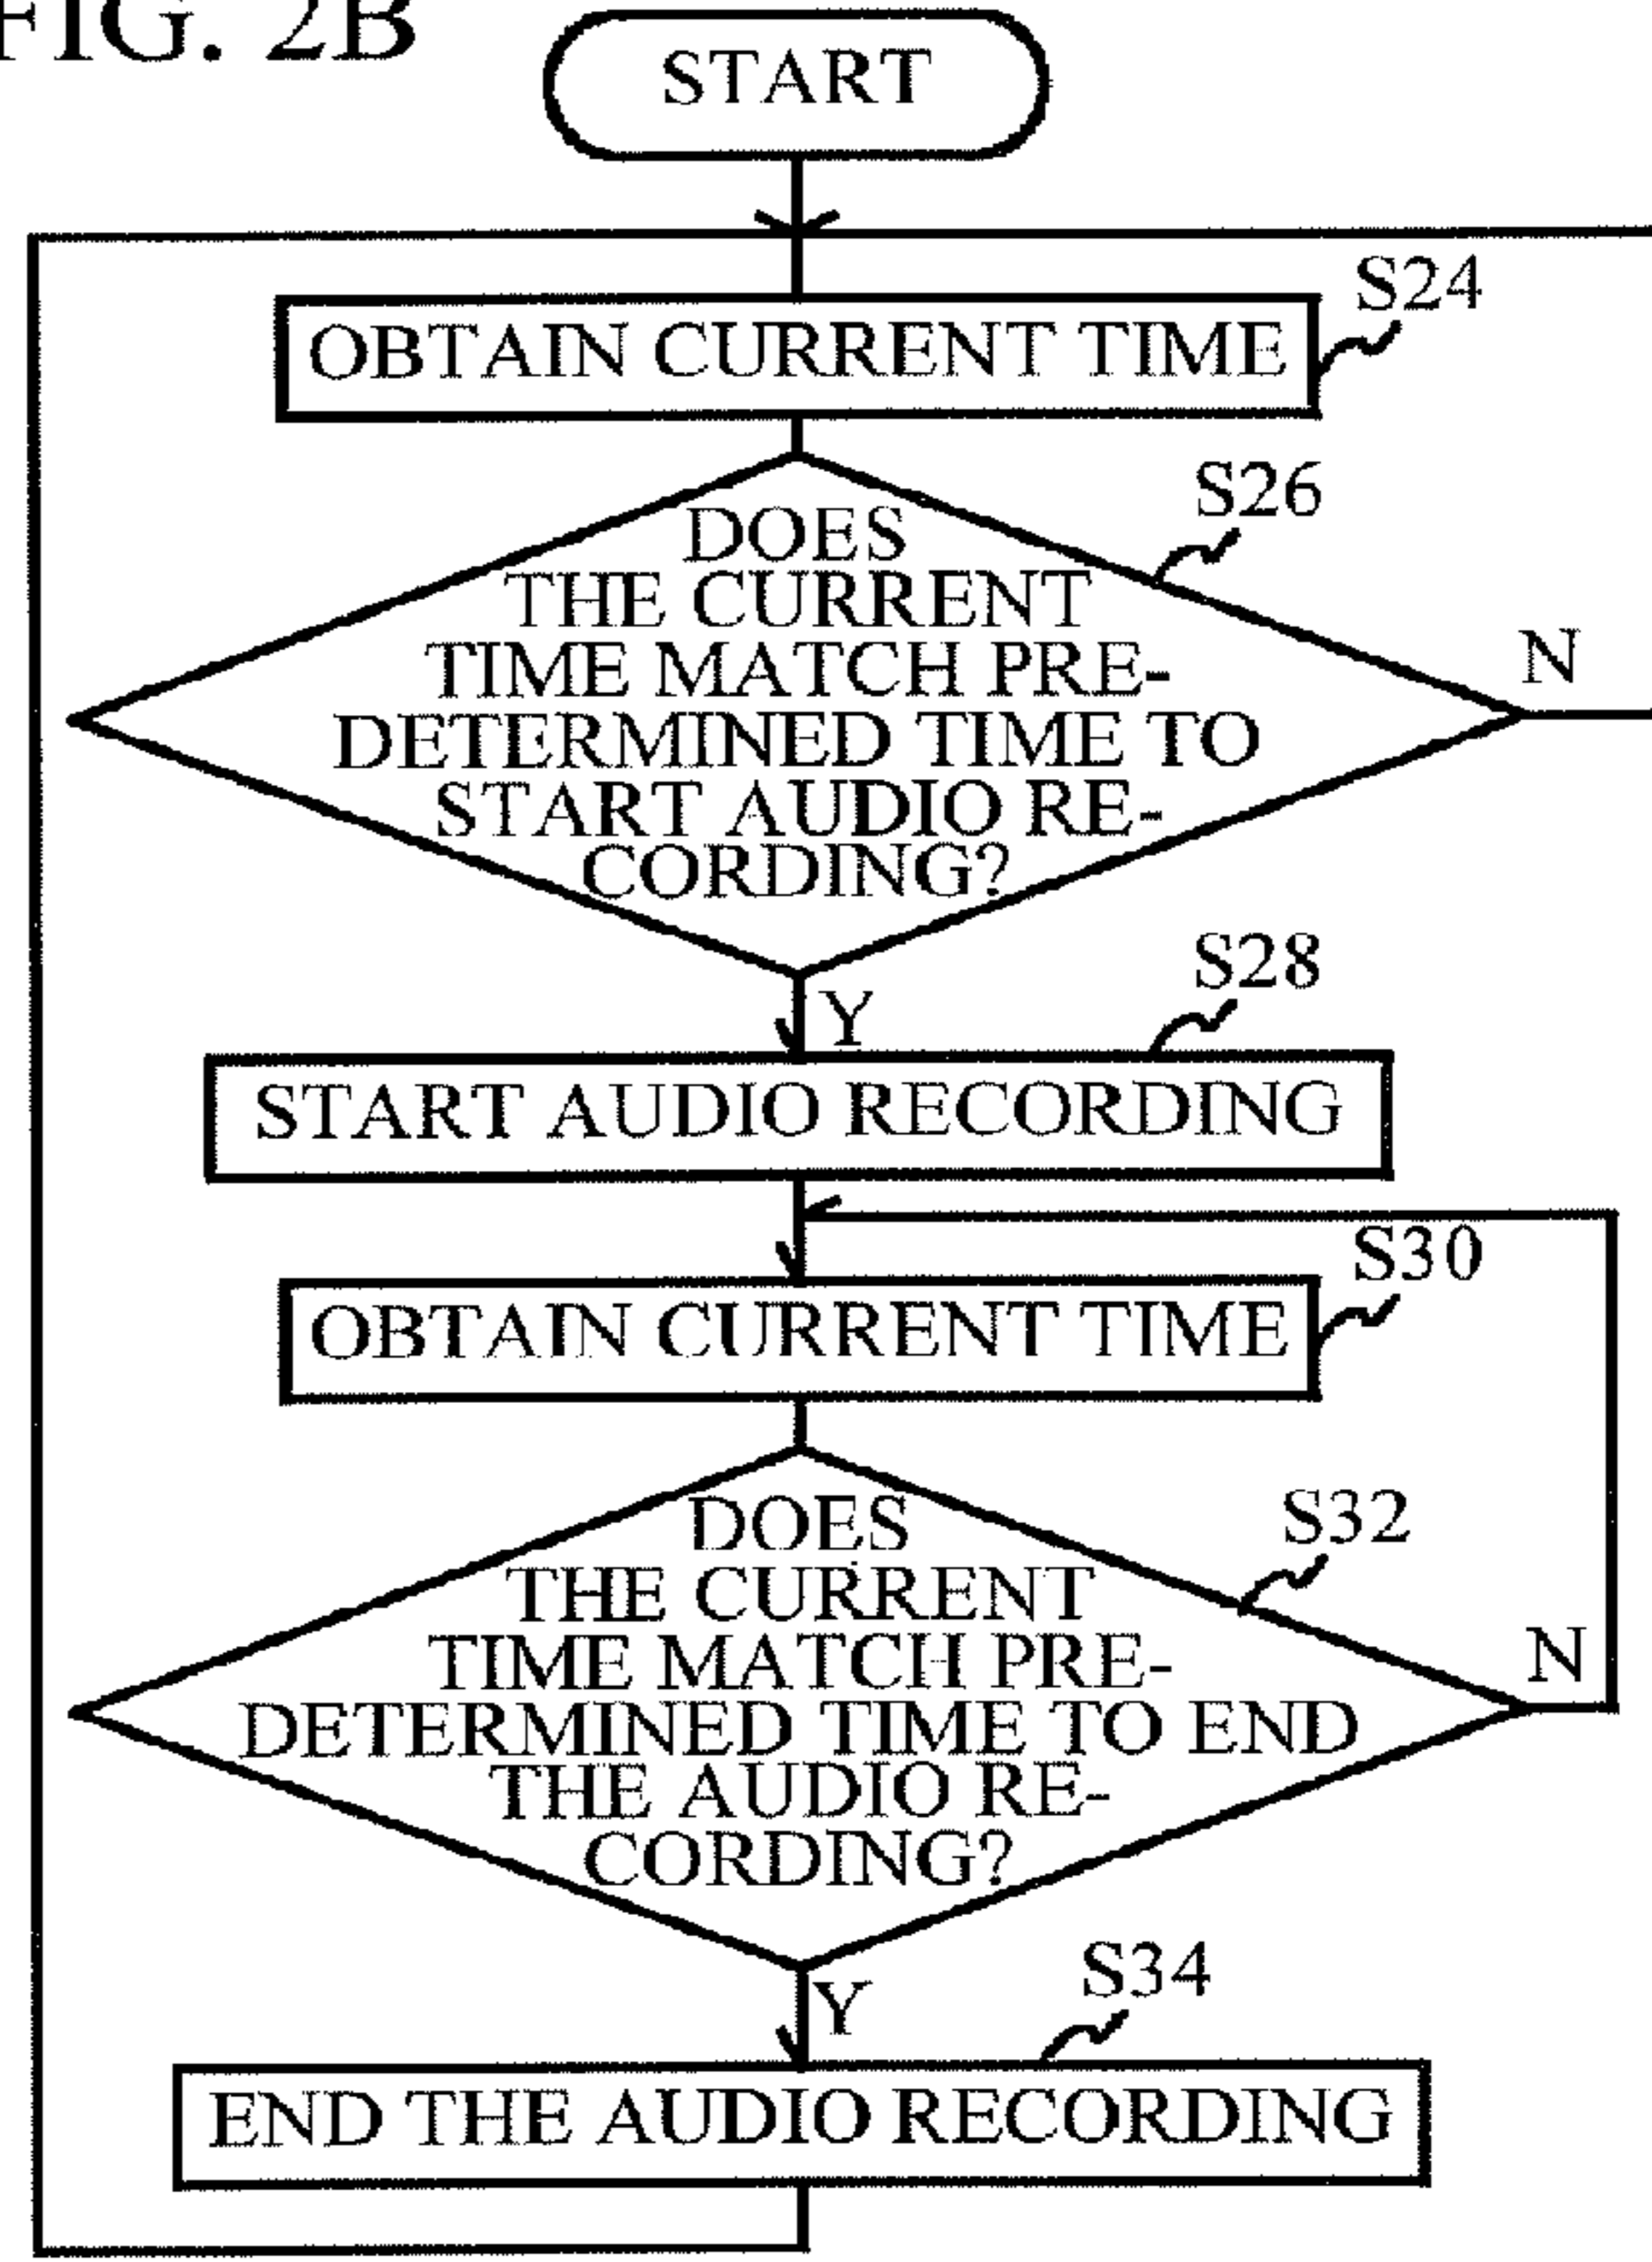 FIG. 2B
START
S24
OBTAIN CURRENT TIME
S26
DOES
THE CURRENT
TIME MATCH PRE-
DETERMINED TIME TO
START AUDIO RE-
CORDING?
N
Y
S28
START AUDIO RECORDING
S30
OBTAIN CURRENT TIME
S32
DOES
THE CURRENT
TIME MATCH PRE-
DETERMINED TIME TO END
THE AUDIO RE-
CORDING?
N
Y
S34
END THE AUDIO RECORDING